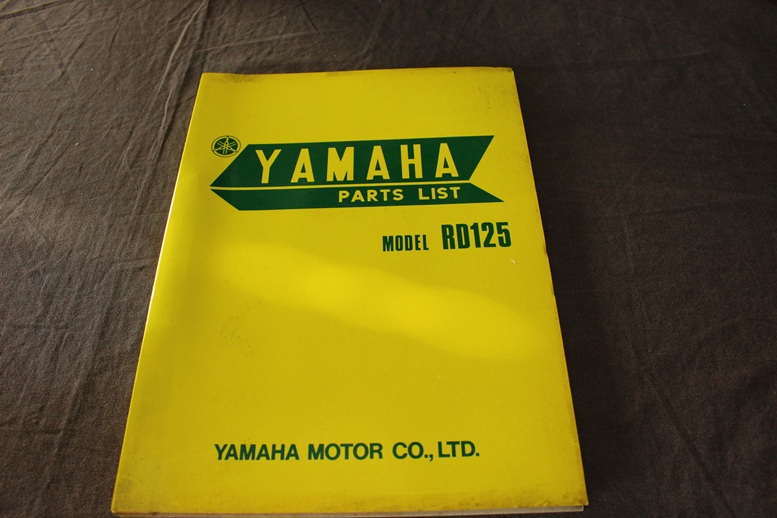 YAMAHA
PARTS LIST
MODEL RD125
YAMAHA MOTOR CO., LTD.